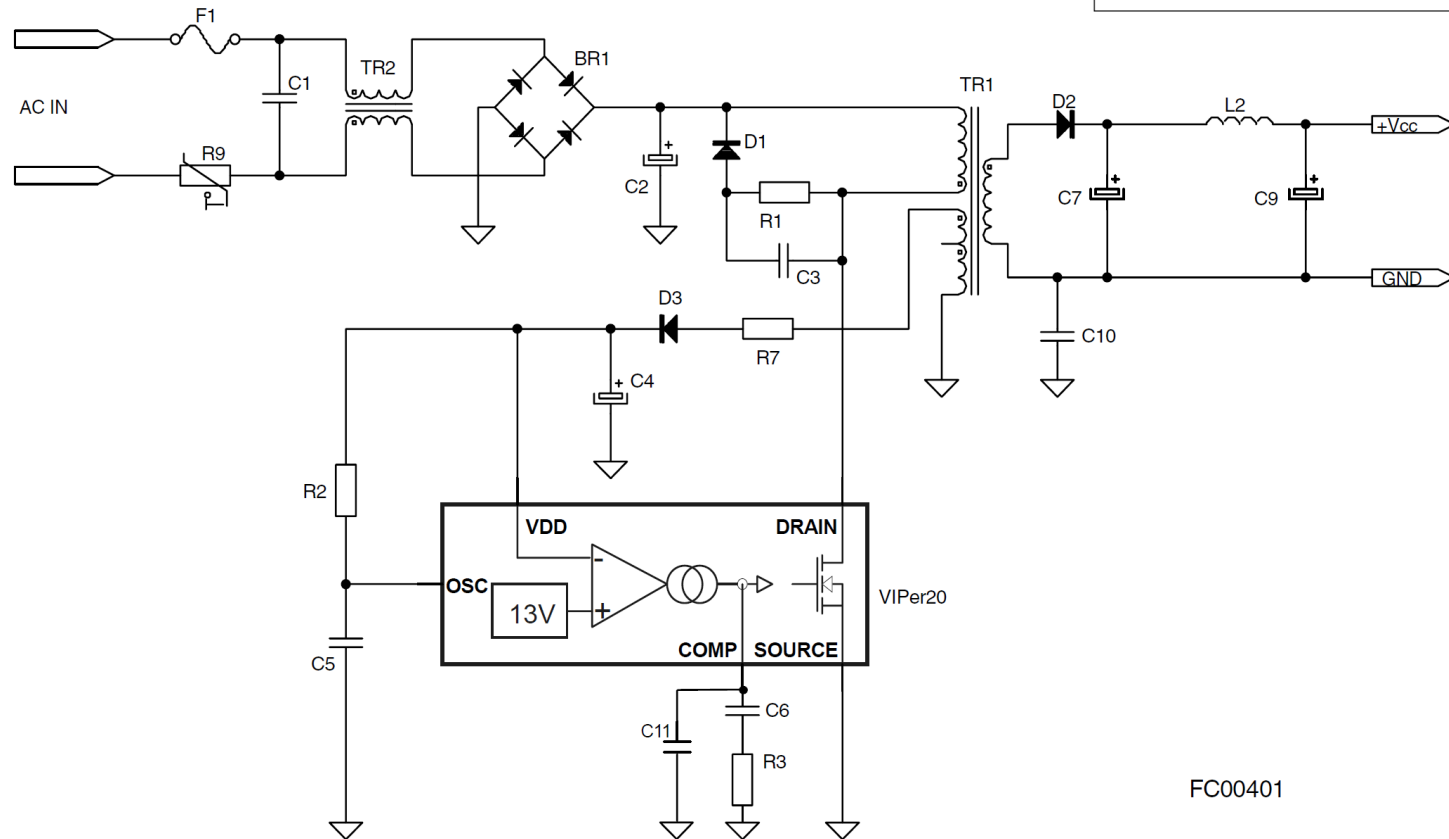 F1
TR2
BR1
C1
AC IN
R9
C2
D1
R1
C3
TR1
D2
L2
+Vcc
C7
C9
GND
C10
D3
R7
C4
R2
VDD
DRAIN
OSC
13V
-
+
COMP SOURCE
VIPer20
C5
C11
C6
R3
FC00401